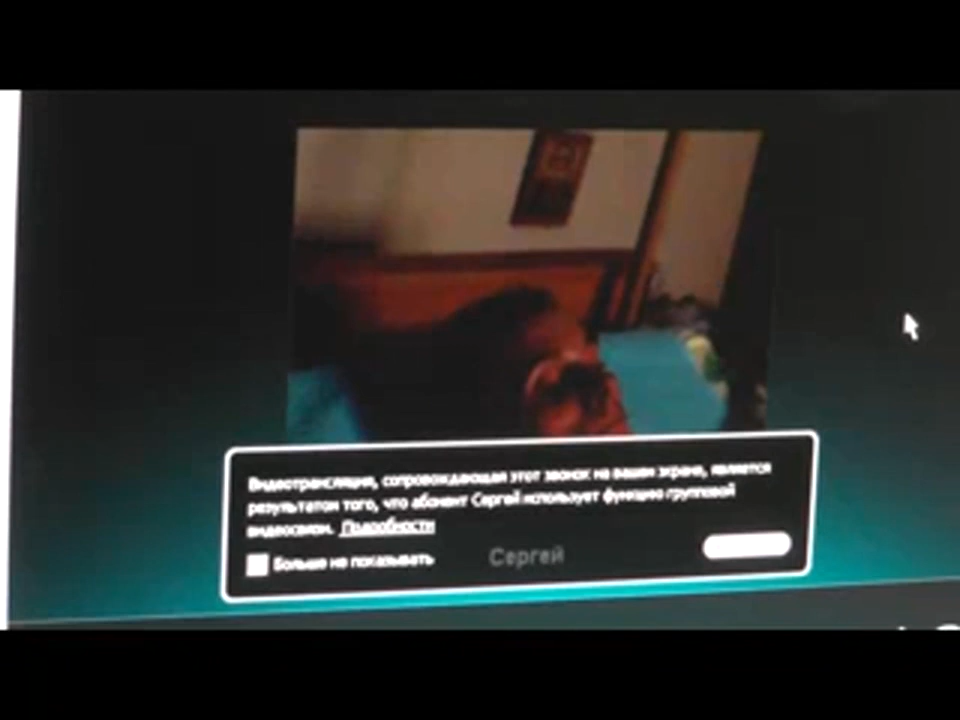 Видеотрансляция, сопровождающая этот звонок на вашем экране, является
результатом того, что абонент Сергей использует функцию групповой
видеосвязи. Подробности
Больше не показывать
Сергей